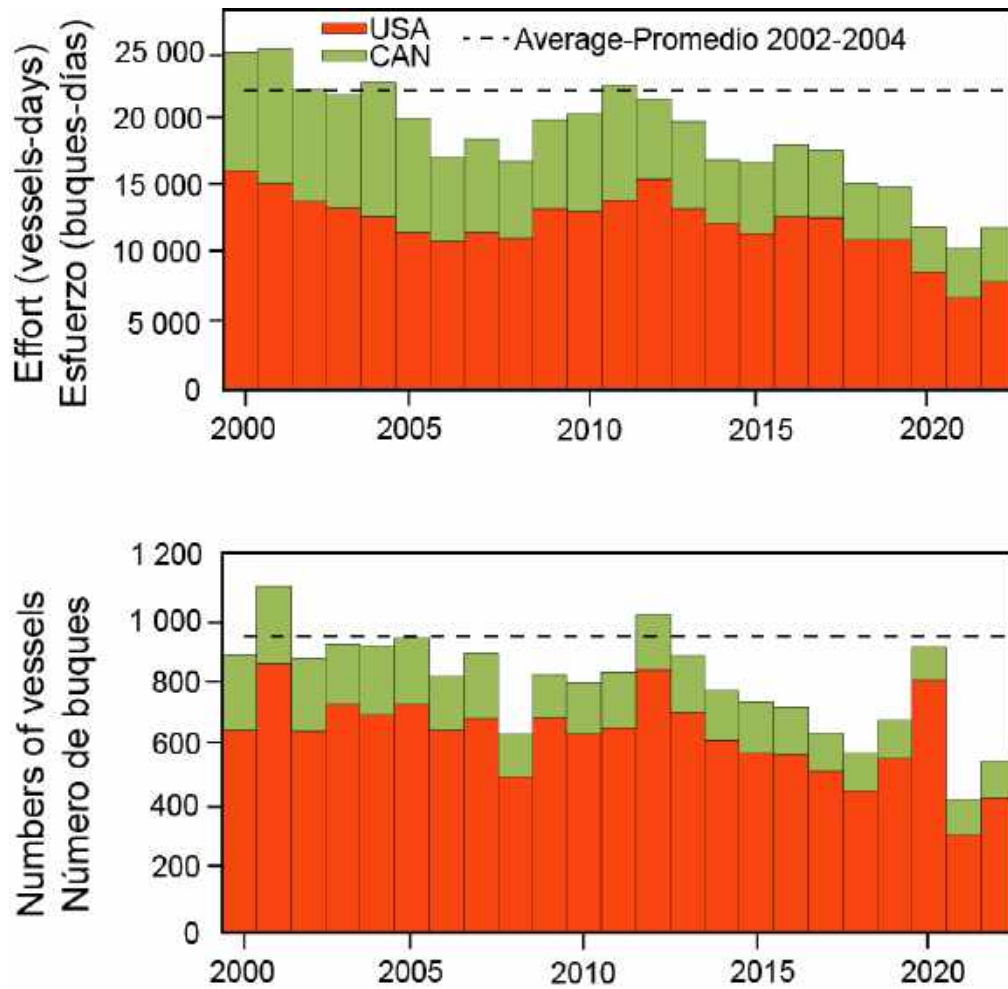 Effort (vessels-days)
Esfuerzo (buques-días)
USA
CAN
Average-Promedio 2002-2004
25 000
20 000
15 000
10 000
5 000
0
2000 2005 2010 2015 2020
Numbers of vessels
Número de buques
1 200
1 000
800
600
400
200
0
2000 2005 2010 2015 2020